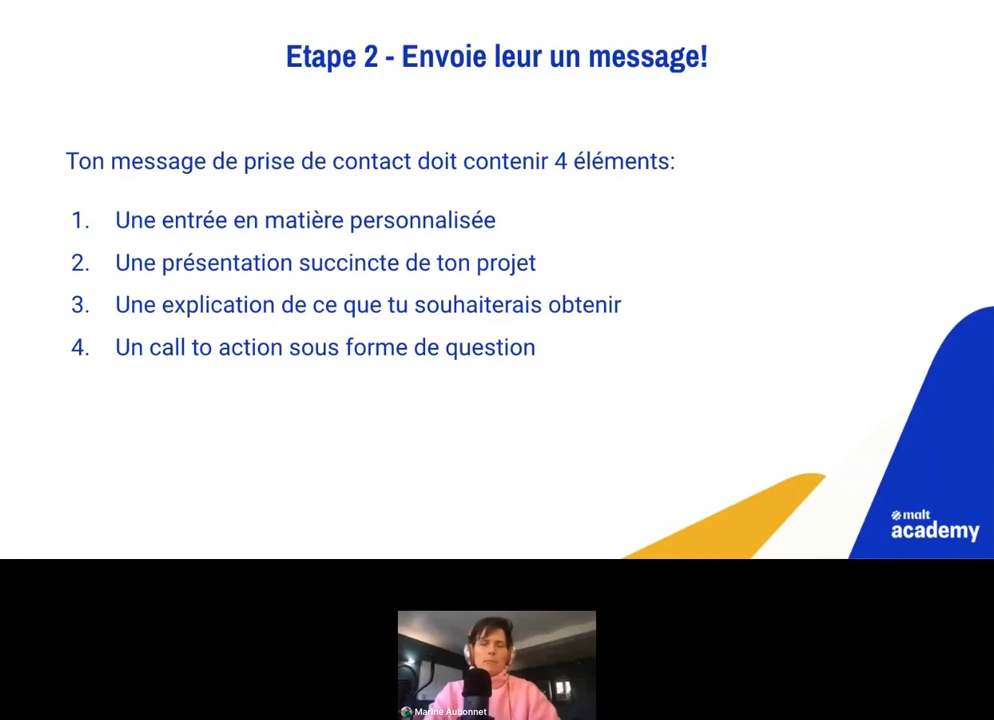 Etape 2 - Envoie leur un message!
Ton message de prise de contact doit contenir 4 éléments:
1. Une entrée en matière personnalisée
2. Une présentation succincte de ton projet
3. Une explication de ce que tu souhaiterais obtenir
4. Un call to action sous forme de question
malt
academy
Marine Aubonnet